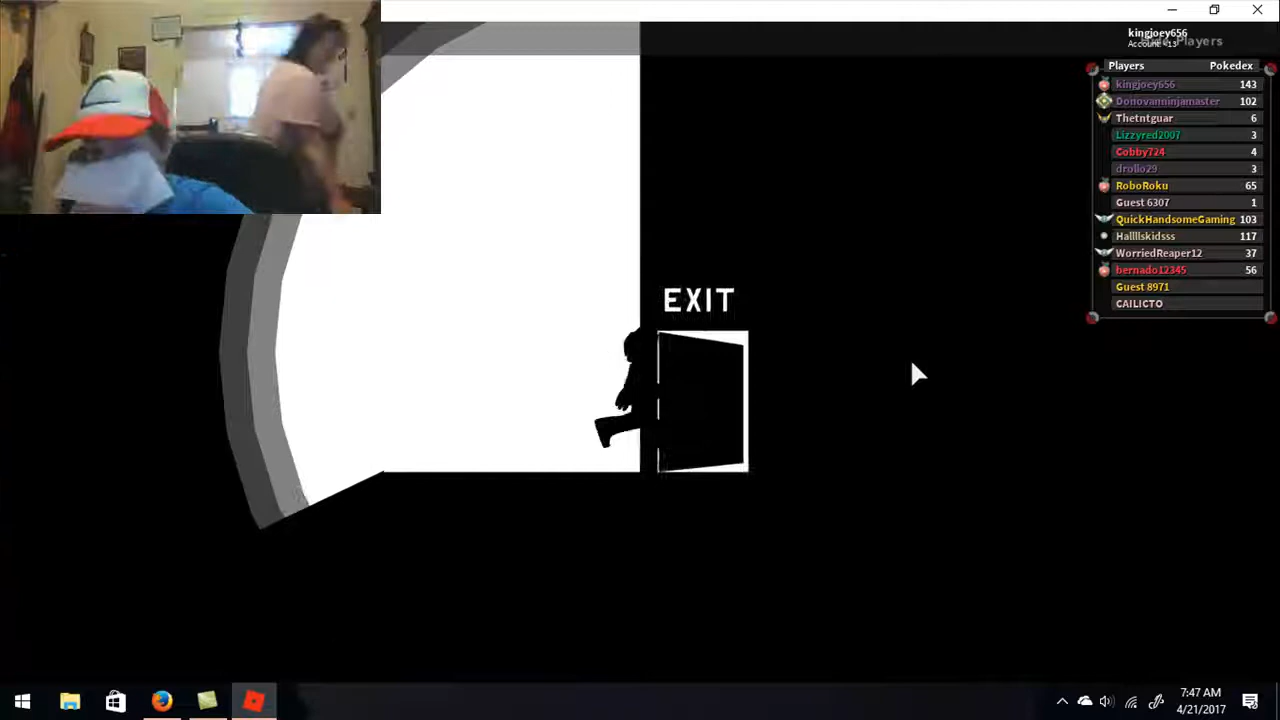 kingjoey656
Account: <13
Players
Players Pokedex
kingjoey656 143
Donovanninjamaster 102
Thetntguar 6
Lizzyred2007 3
Cobby724 4
drollo29 3
RoboRoku 65
Guest 6307 1
QuickHandsomeGaming 103
Hallllskidsss 117
WorriedReaper12 37
bernado12345 56
Guest 8971
CAILICTO
EXIT
7:47 AM
4/21/2017